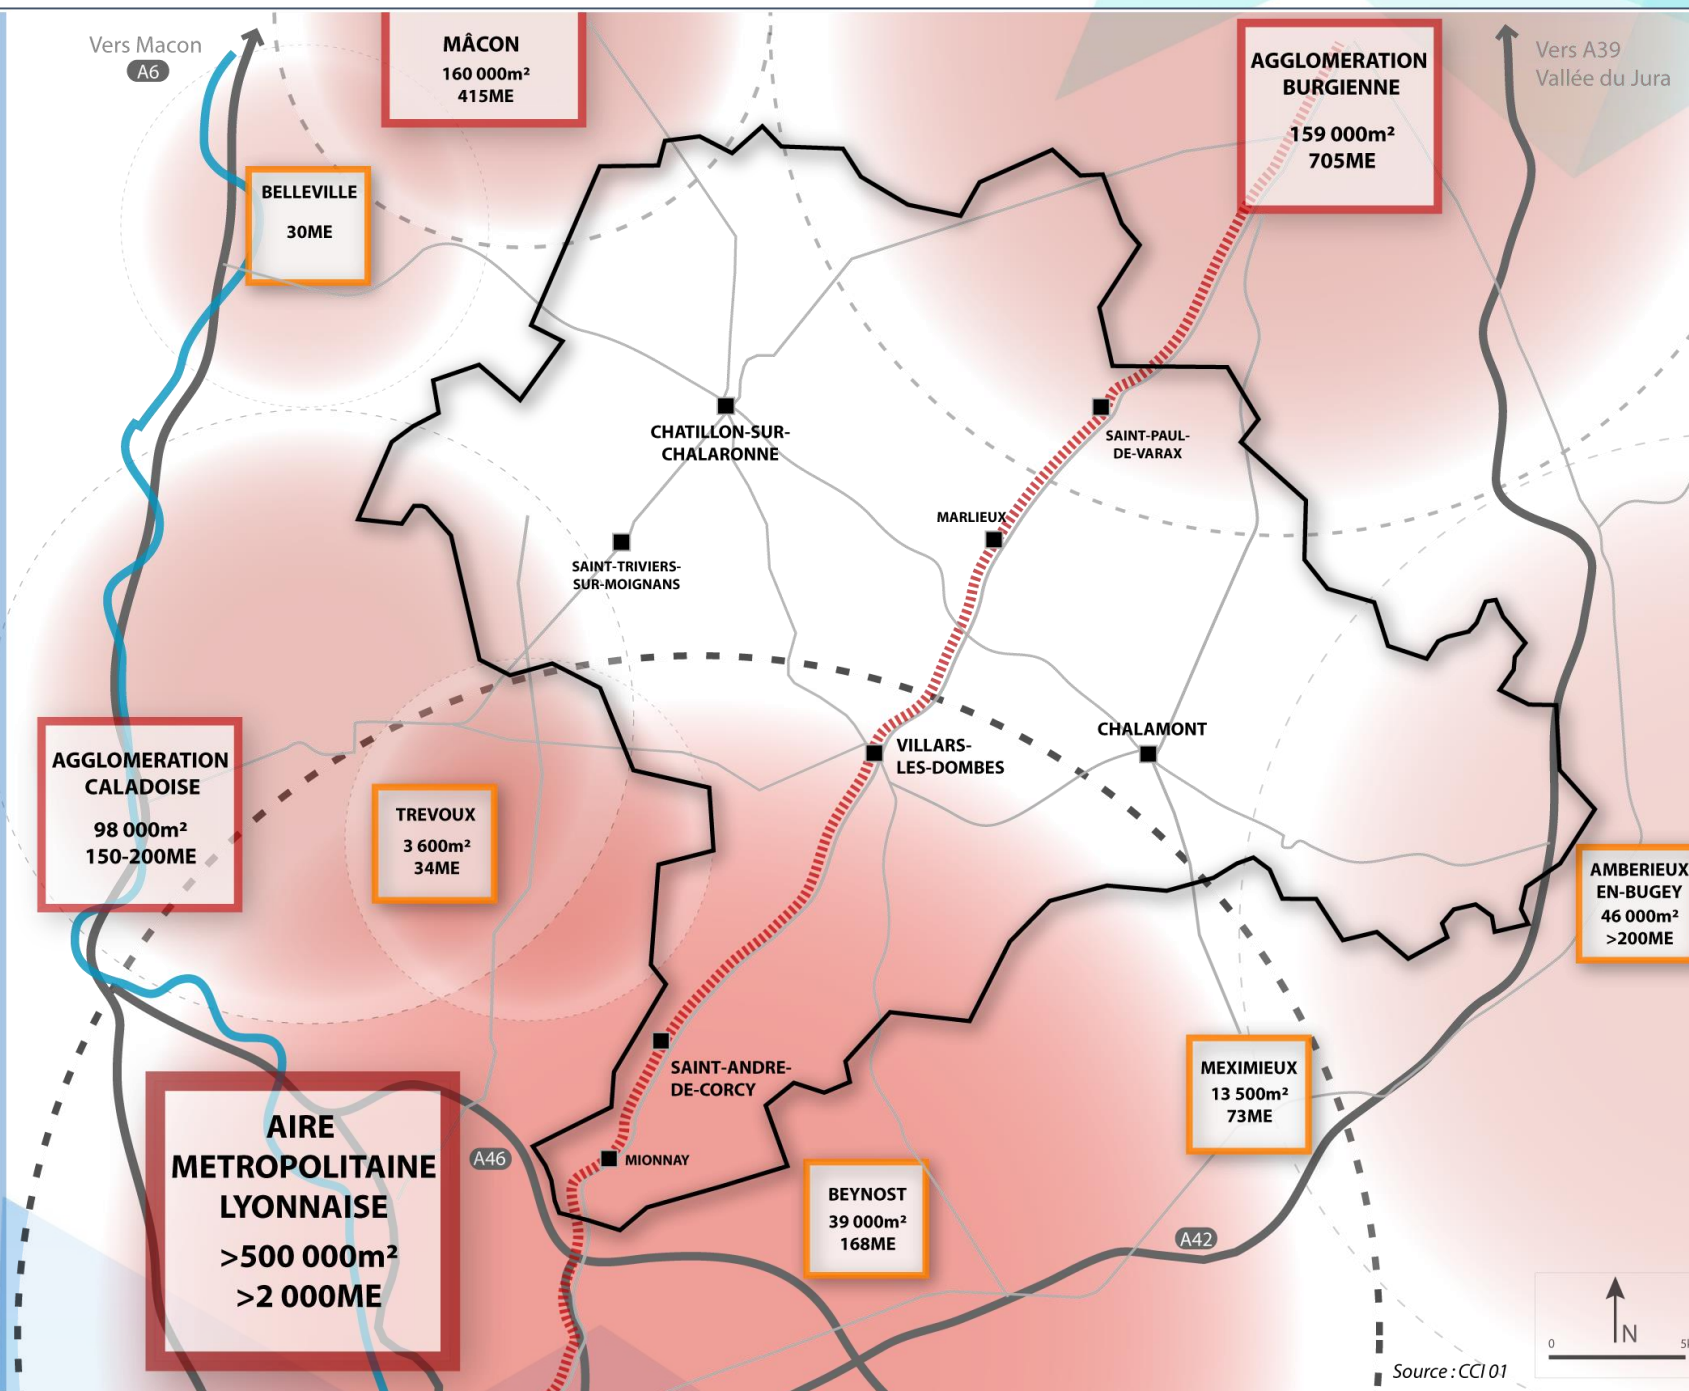 Vers Macon
A6
MÂCON
160 000m²
415ME
AGGLOMERATION
BURGIENNE
159 000m²
705ME
Vers A39
Vallée du Jura
BELLEVILLE
30ME
CHATILLON-SUR-
CHALARONNE
SAINT-PAUL-
DE-VARAX
MARLIEUX
SAINT-TRIVIERS-
SUR-MOIGNANS
VILLARS-
LES-DOMBES
CHALAMONT
AGGLOMERATION
CALADOISE
98 000m²
150-200ME
TREVOUX
3 600m²
34ME
AMBERIEUX
EN-BUGEY
46 000m²
>200ME
SAINT-ANDRE-
DE-CORCY
MEXIMIEUX
13 500m²
73ME
AIRE
METROPOLITAINE
LYONNAISE
>500 000m²
>2 000ME
A46
MIONNAY
BEYNOST
39 000m²
168ME
A42
N
0
Source : CCI 01